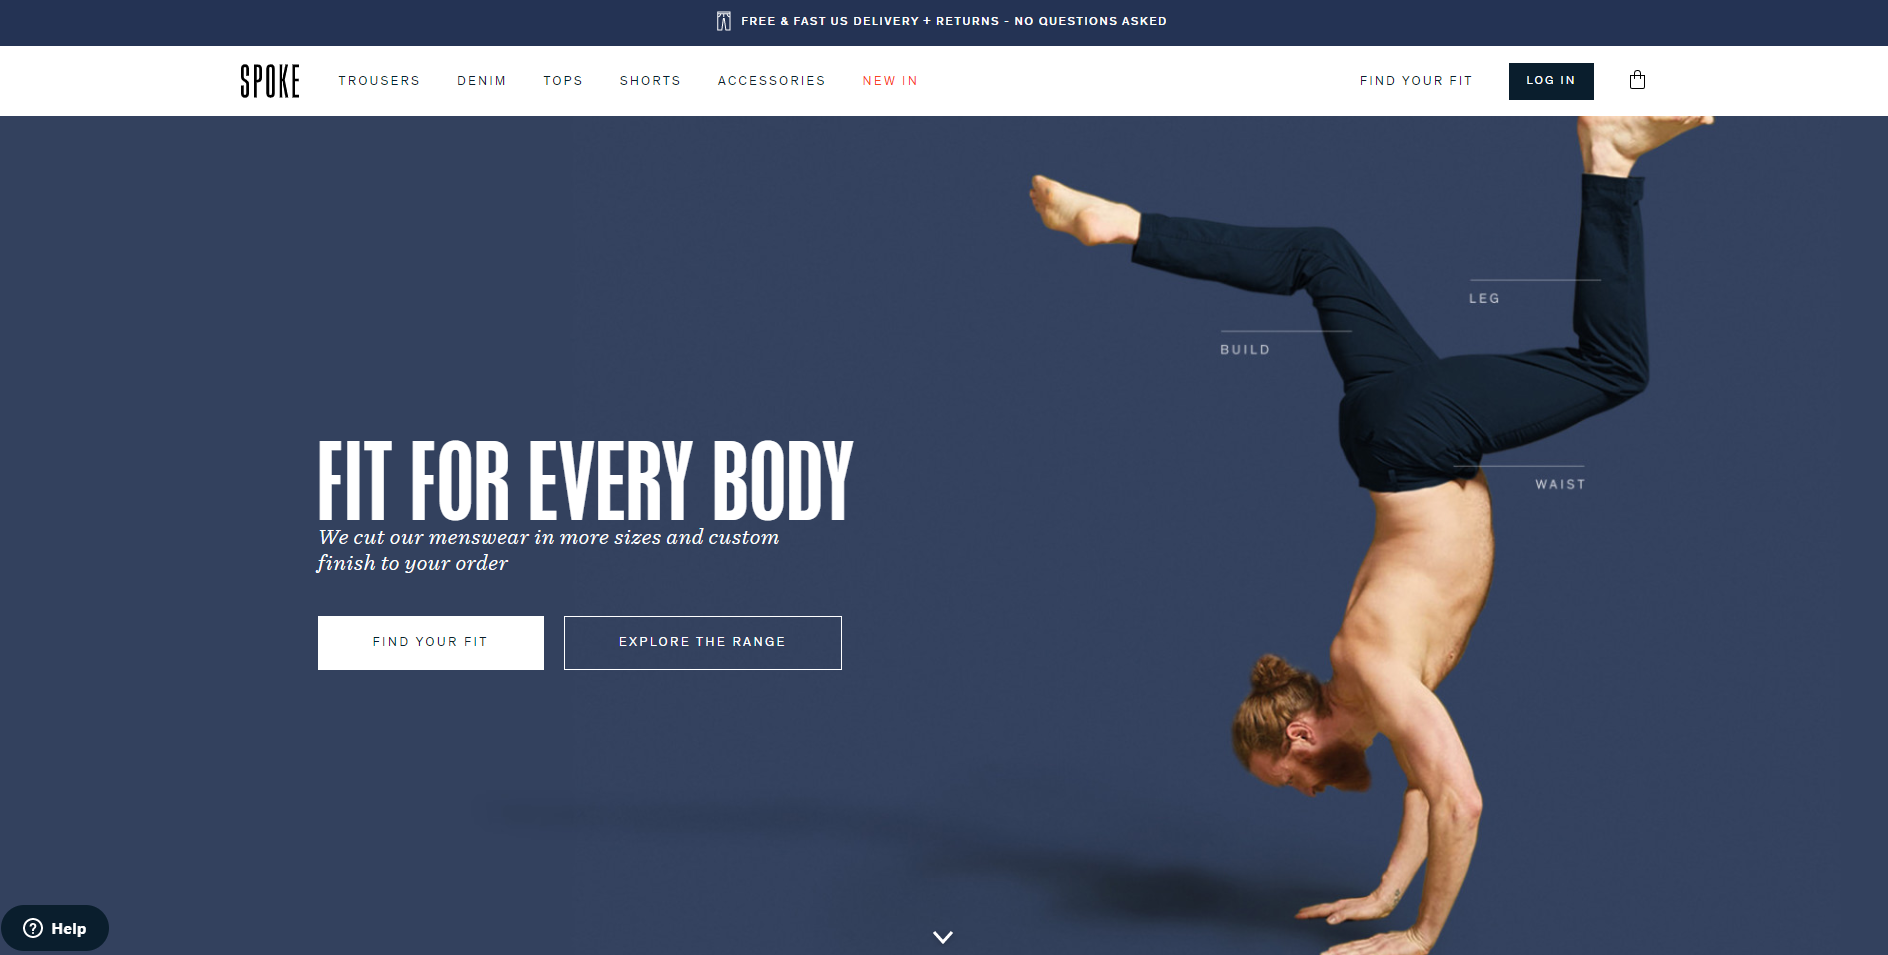 FREE & FAST US DELIVERY + RETURNS - NO QUESTIONS ASKED
SPOKE TROUSERS DENIM TOPS SHORTS ACCESSORIES NEW IN FIND YOUR FIT LOG IN
LEG
BUILD
FIT FOR EVERY BODY
WAIST
We cut our menswear in more sizes and custom
finish to your order
FIND YOUR FIT EXPLORE THE RANGE
Help